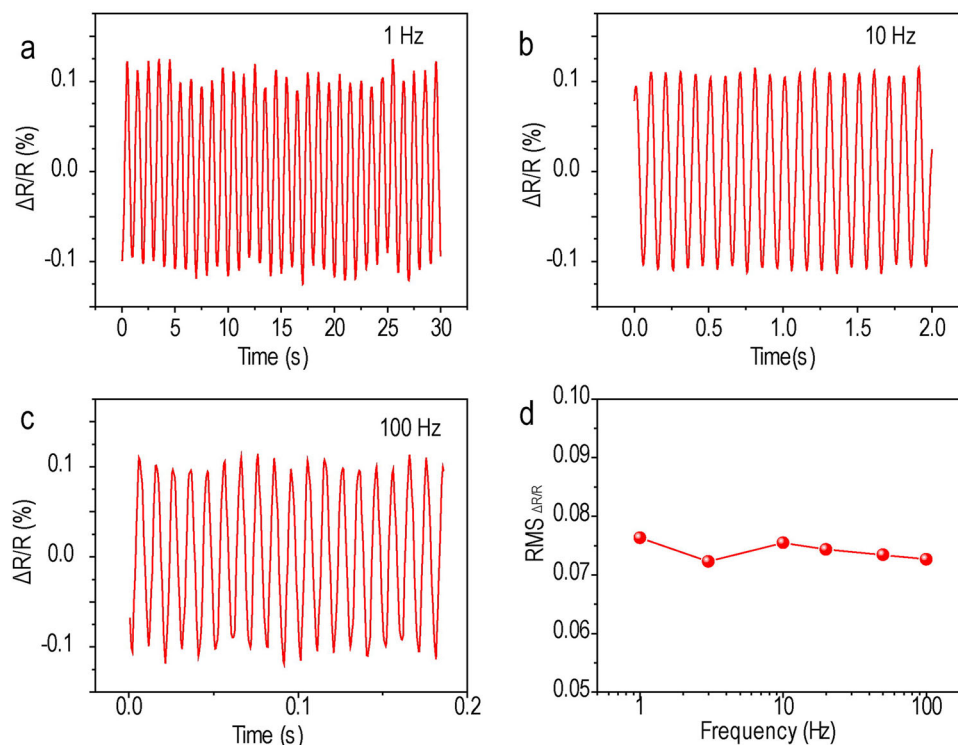 a
1 Hz
0.1
0.0
-0.1
ΔR/R (%)
0 5 10 15 20 25 30
Time (s)
b
10 Hz
0.1
0.0
-0.1
ΔR/R (%)
0.0 0.5 1.0 1.5 2.0
Time(s)
c
100 Hz
0.1
0.0
-0.1
ΔR/R (%)
0.0 0.1 0.2
Time (s)
d
0.10
0.09
0.08
0.07
0.06
0.05
RMS ΔR/R
1 10 100
Frequency (Hz)